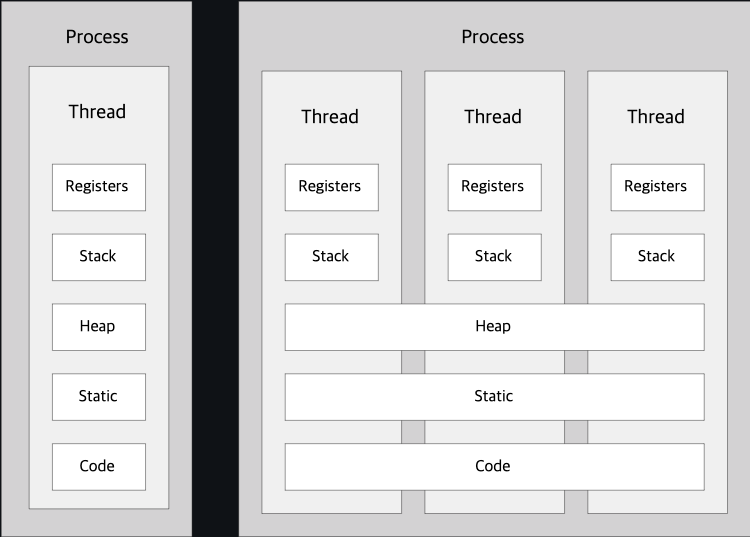 Process
Thread
Registers
Stack
Heap
Static
Code
Process
Thread Thread Thread
Registers Registers Registers
Stack Stack Stack
Heap
Static
Code